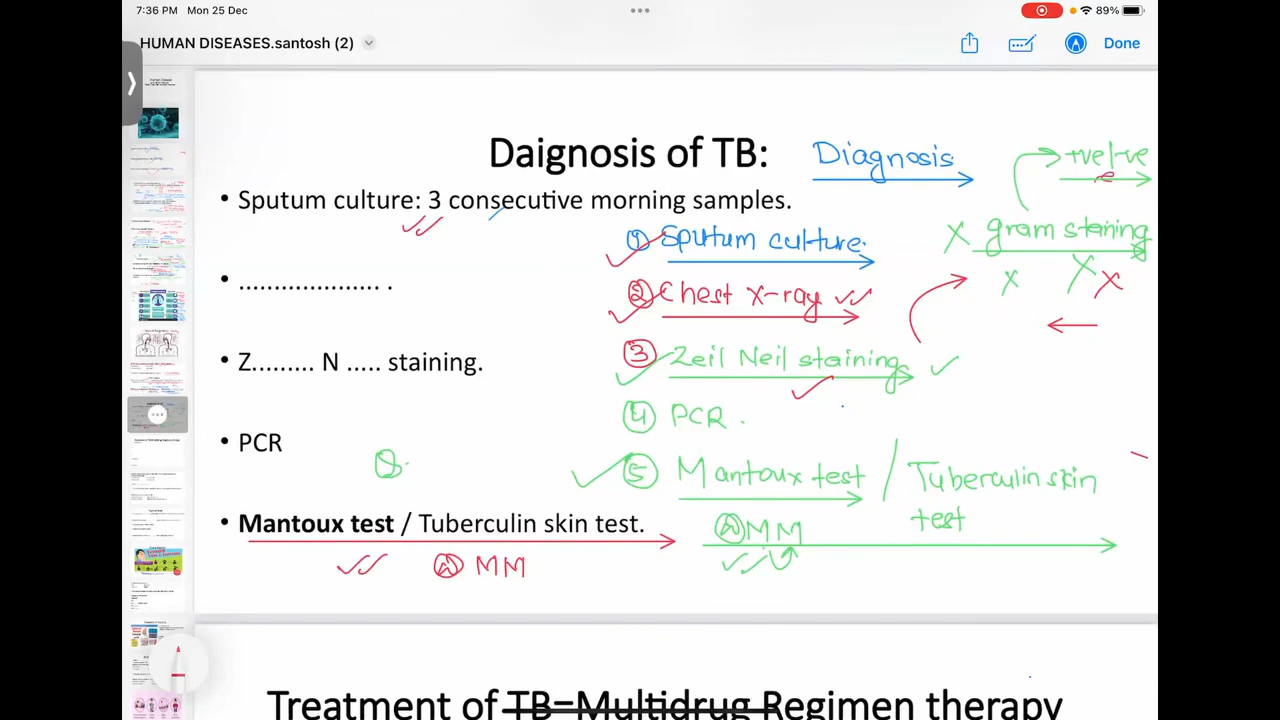 7:36 PM Mon 25 Dec
89%
HUMAN DISEASES.santosh (2)
Done
Daignosis of TB:
Diagnosis
+ve/-ve
• Sputum culture: 3 consecutive morning samples.
① Sputum culture.
X gram staining
X X X
• .................... .
② Chest x-ray
• Z........ N ..... staining.
③ Zeil Neil staining
④ PCR.
• PCR
⑤ Mantoux test / Tuberculin skin test
• Mantoux test / Tuberculin skin test.
MM
MM
Treatment of TB=Multidrug Regimen therapy